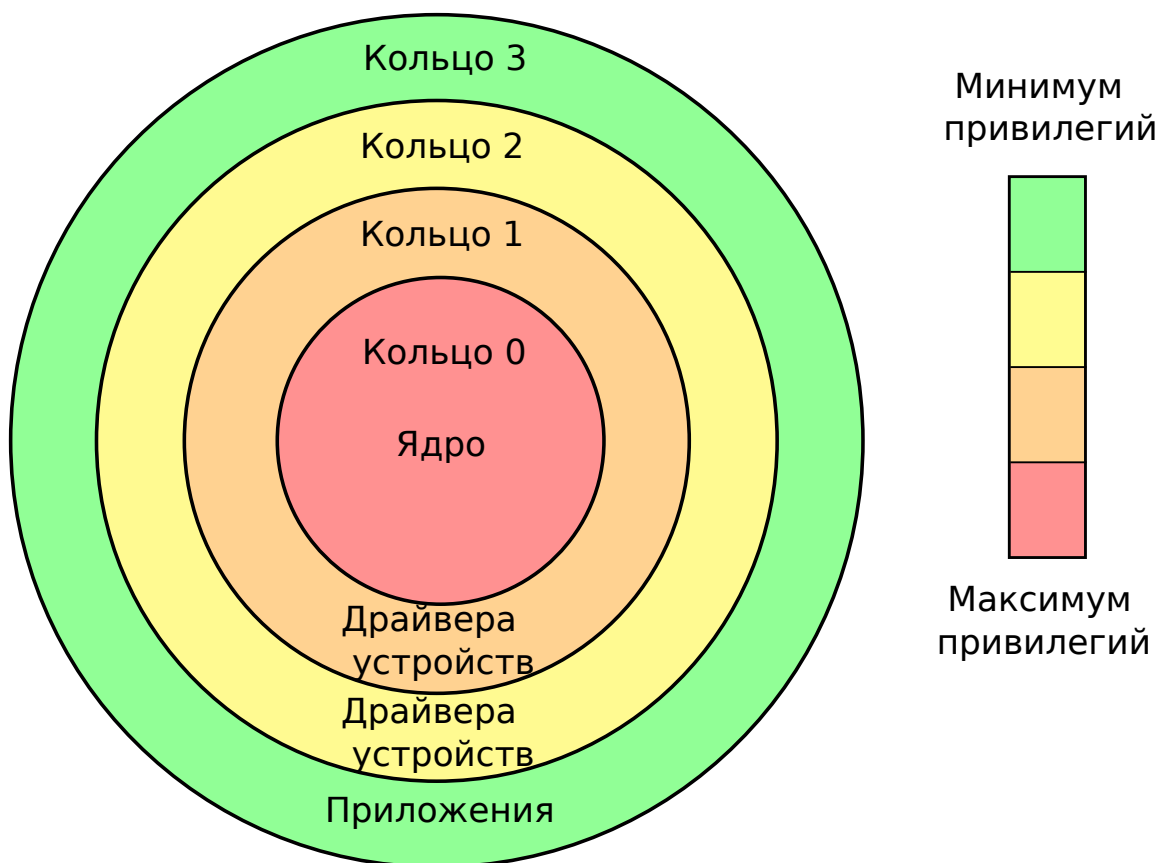 Кольцо 3
Кольцо 2
Кольцо 1
Кольцо 0
Ядро
Драйвера
устройств
Драйвера
устройств
Приложения
Минимум
привилегий
Максимум
привилегий